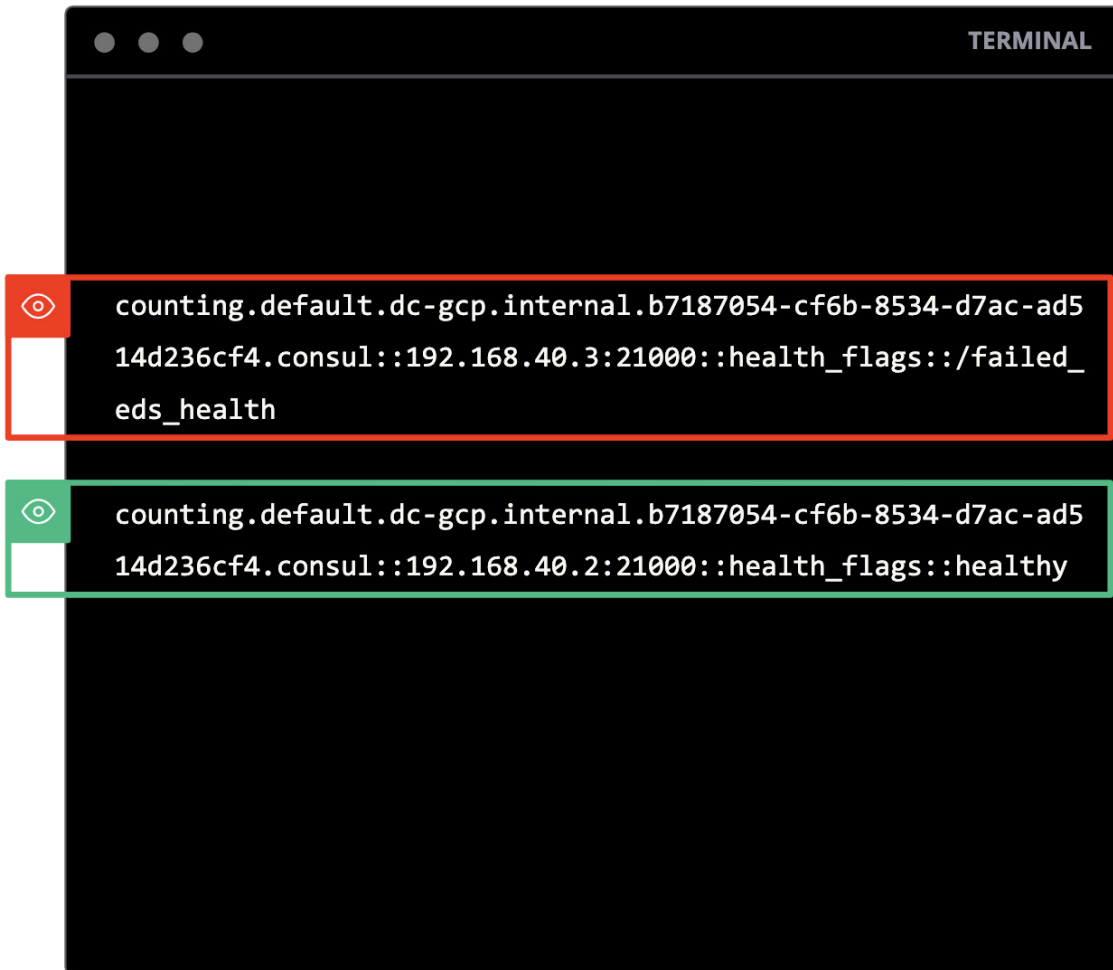 TERMINAL
counting.default.dc-gcp.internal.b7187054-cf6b-8534-d7ac-ad5
14d236cf4.consul::192.168.40.3:21000::health_flags::/failed_
eds_health
counting.default.dc-gcp.internal.b7187054-cf6b-8534-d7ac-ad5
14d236cf4.consul::192.168.40.2:21000::health_flags::healthy